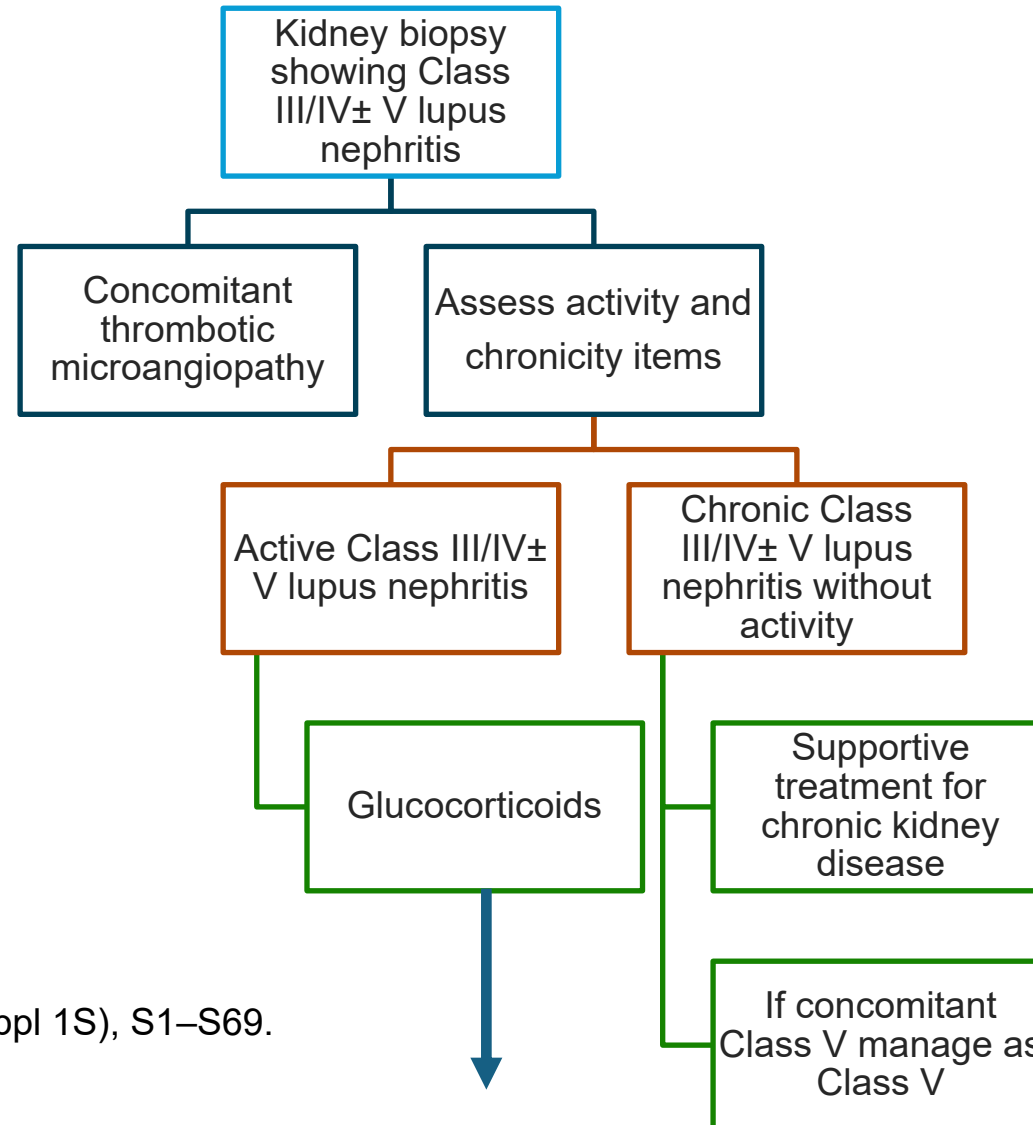 Kidney biopsy
showing Class
III/IV± V lupus
nephritis
Concomitant
thrombotic
microangiopathy
Assess activity and
chronicity items
Active Class III/IV±
V lupus nephritis
Chronic Class
III/IV± V lupus
nephritis without
activity
Glucocorticoids
Supportive
treatment for
chronic kidney
disease
If concomitant
Class V manage as
Class V
1S), S1–S69.